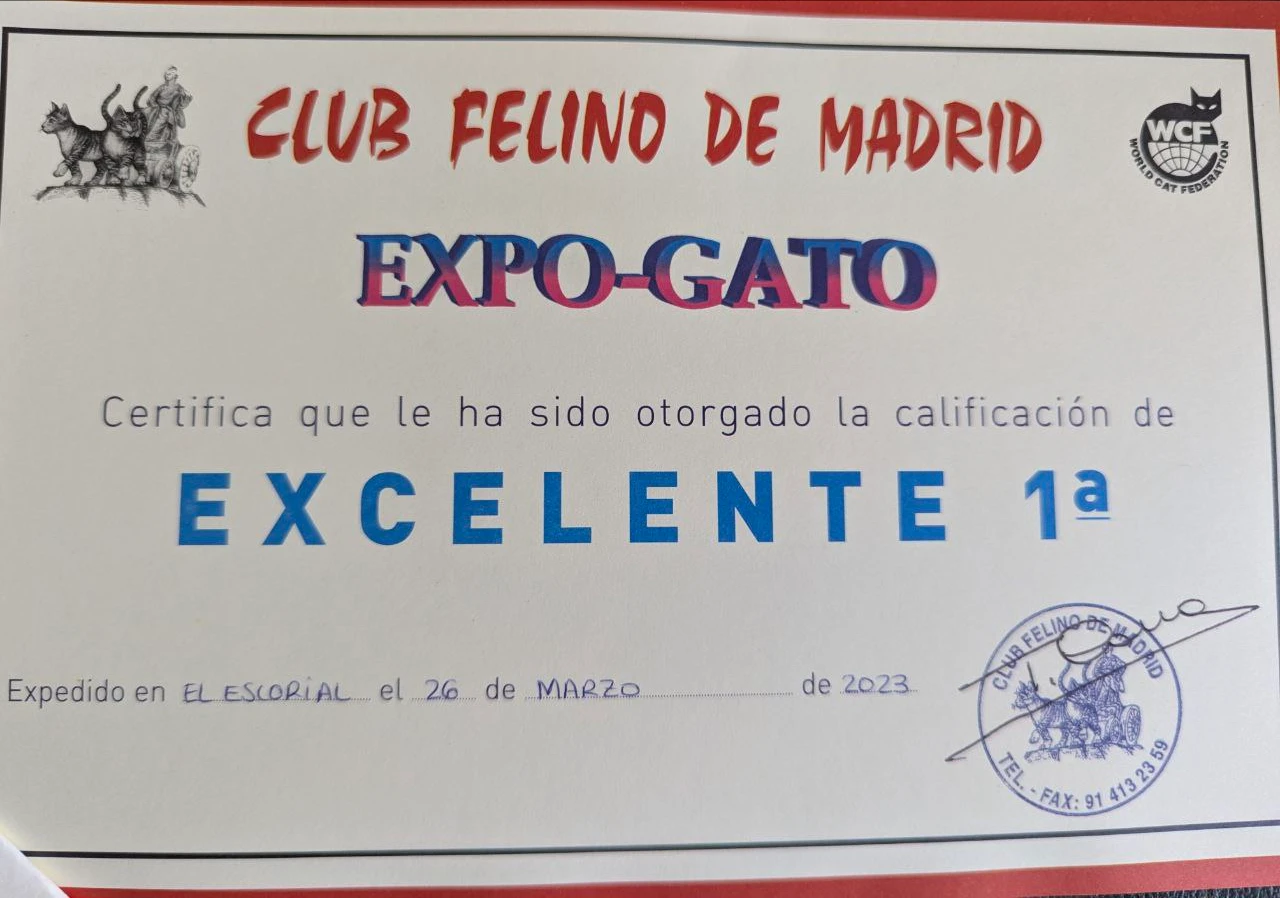 CLUB FELINO DE MADRID
WCF
WORLD CAT FEDERATION
EXPO-GATO
Certifica que le ha sido otorgado la calificación de
EXCELENTE 1ª
Expedido en EL ESCORIAL el 26 de MARZO de 2023
CLUB FELINO DE MADRID
TEL. - FAX: 91 413 23 59